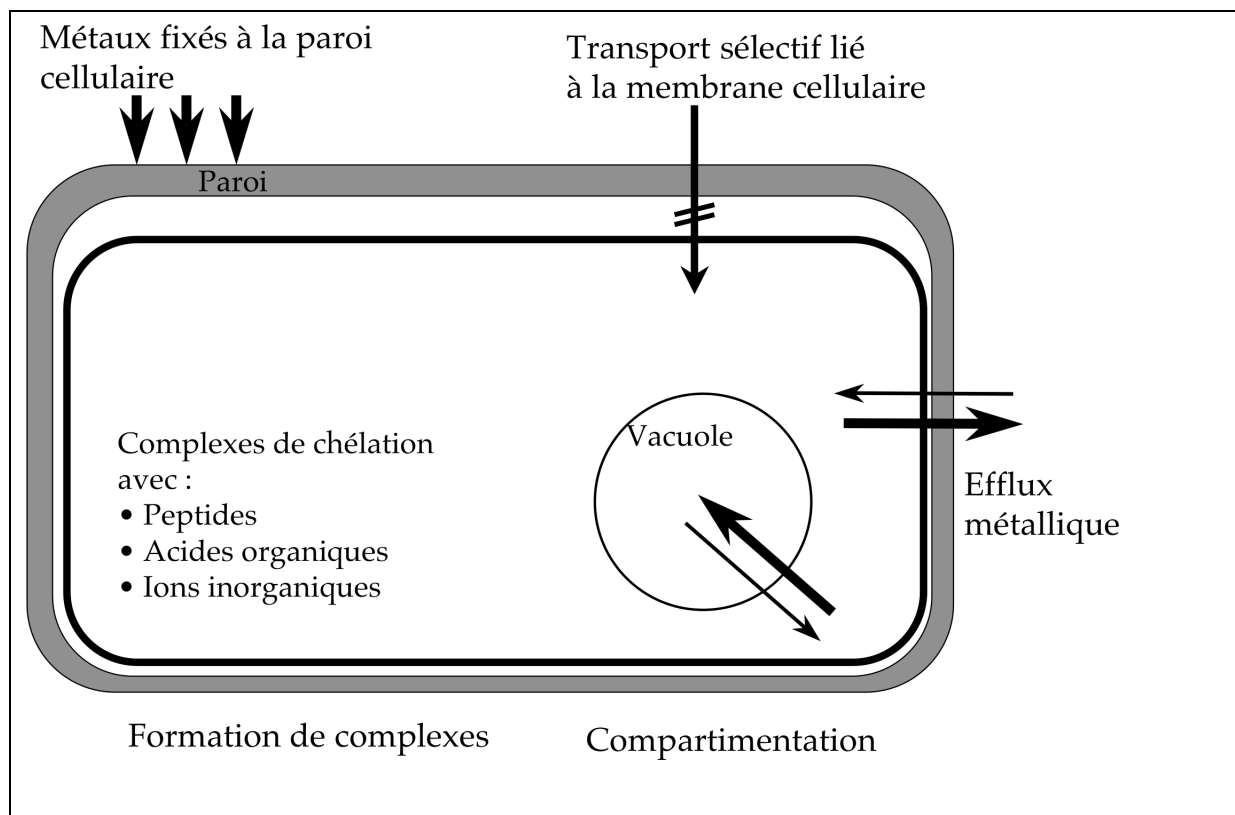 Métaux fixés à la paroi
cellulaire
Transport sélectif lié
à la membrane cellulaire
Paroi
Complexes de chélation
avec :
• Peptides
• Acides organiques
• Ions inorganiques
Vacuole
Efflux
métallique
Formation de complexes
Compartimentation